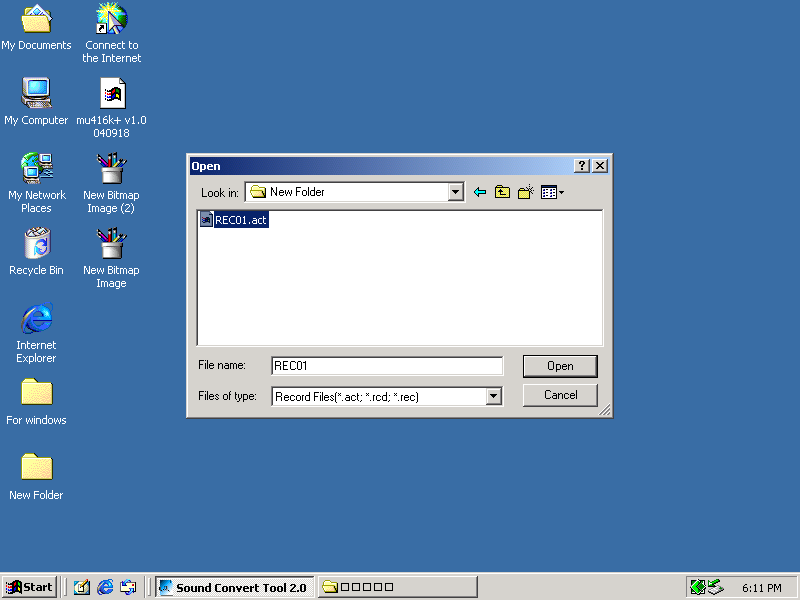 My Documents
Connect to
the Internet
My Computer
mu416k+ v1.0
040918
My Network
Places
New Bitmap
Image (2)
Recycle Bin
New Bitmap
Image
Internet
Explorer
For windows
New Folder
Open
Look in:
New Folder
REC01.act
File name:
REC01
Open
Files of type:
Record Files(*.act; *.rcd; *.rec)
Cancel
Start
Sound Convert Tool 2.0
□□□□□
6:11 PM